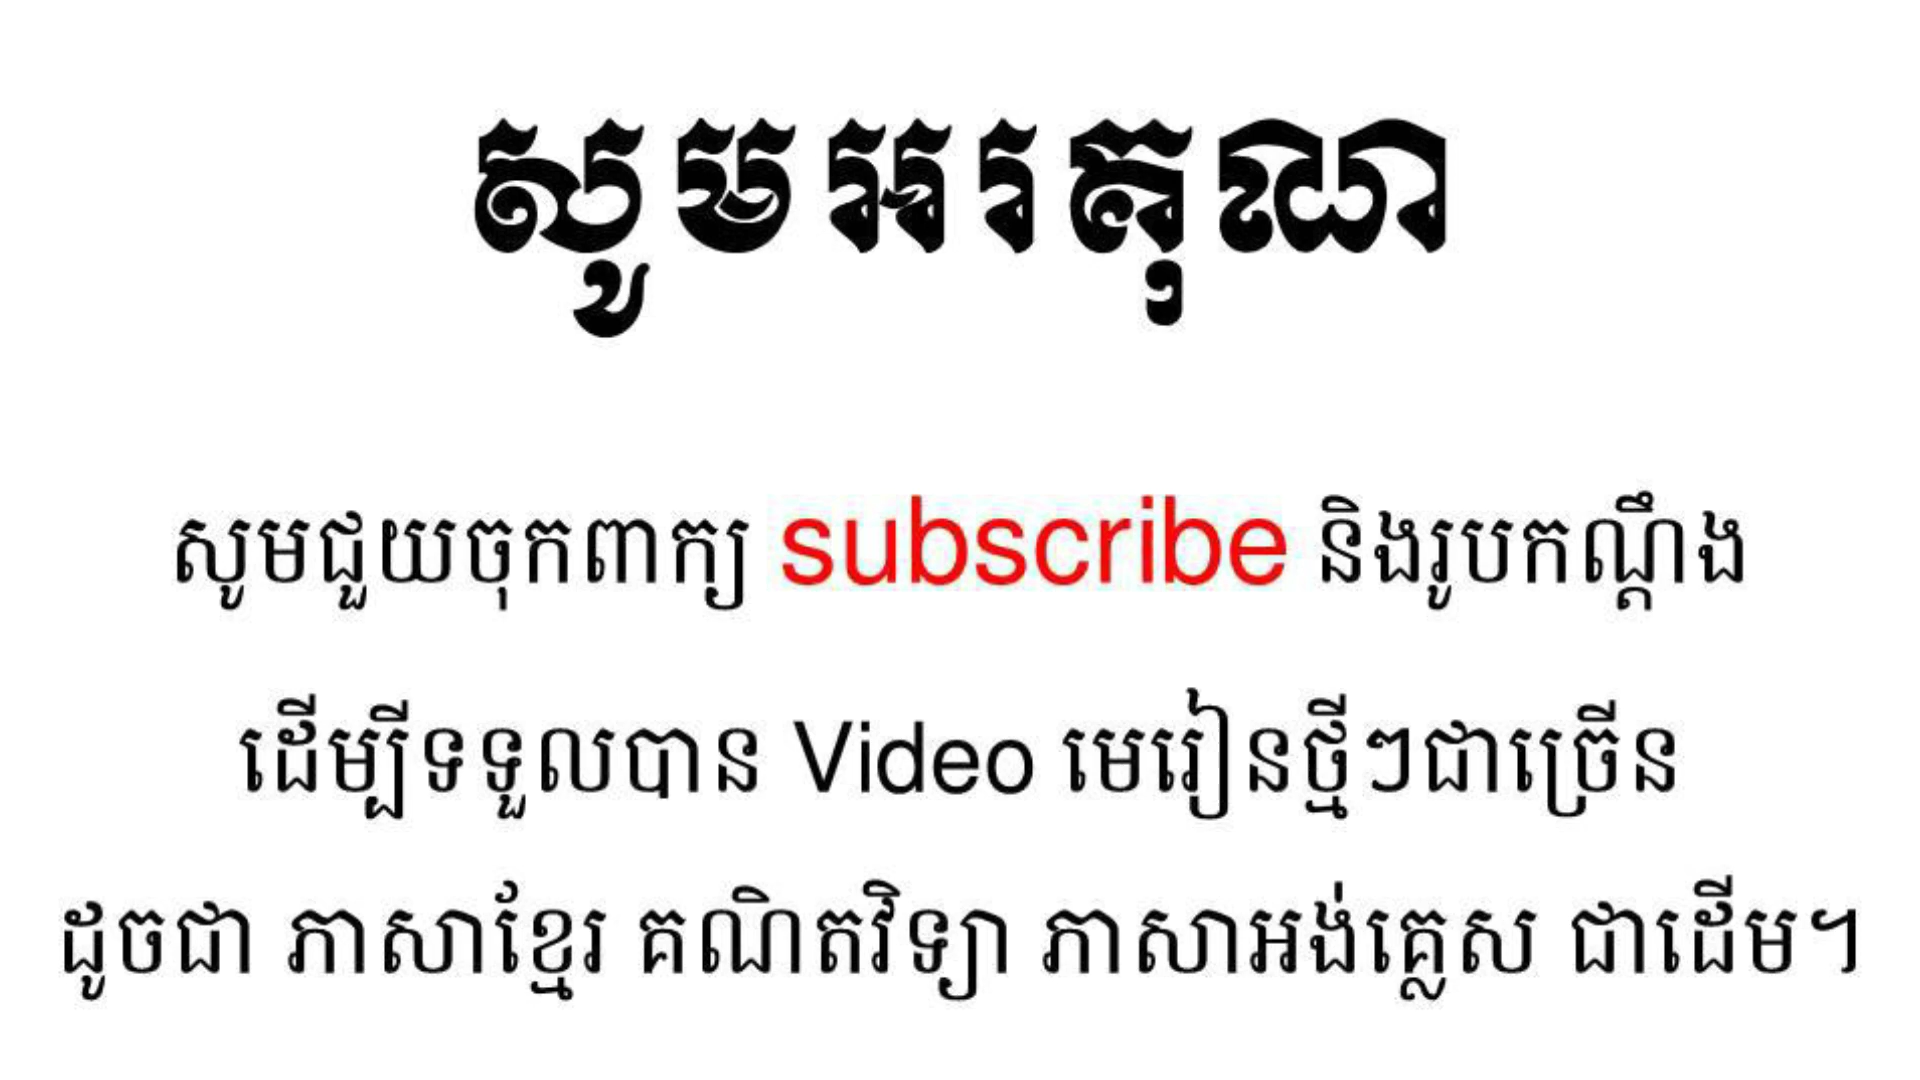 សូមអរគុណ
សូមជួយចុកពាក្យ subscribe និងរូបកណ្ដឹង
ដើម្បីទទួលបាន Video មេរៀនថ្មីៗជាច្រើន
ដូចជា ភាសាខ្មែរ គណិតវិទ្យា ភាសាអង់គ្លេស ជាដើម។